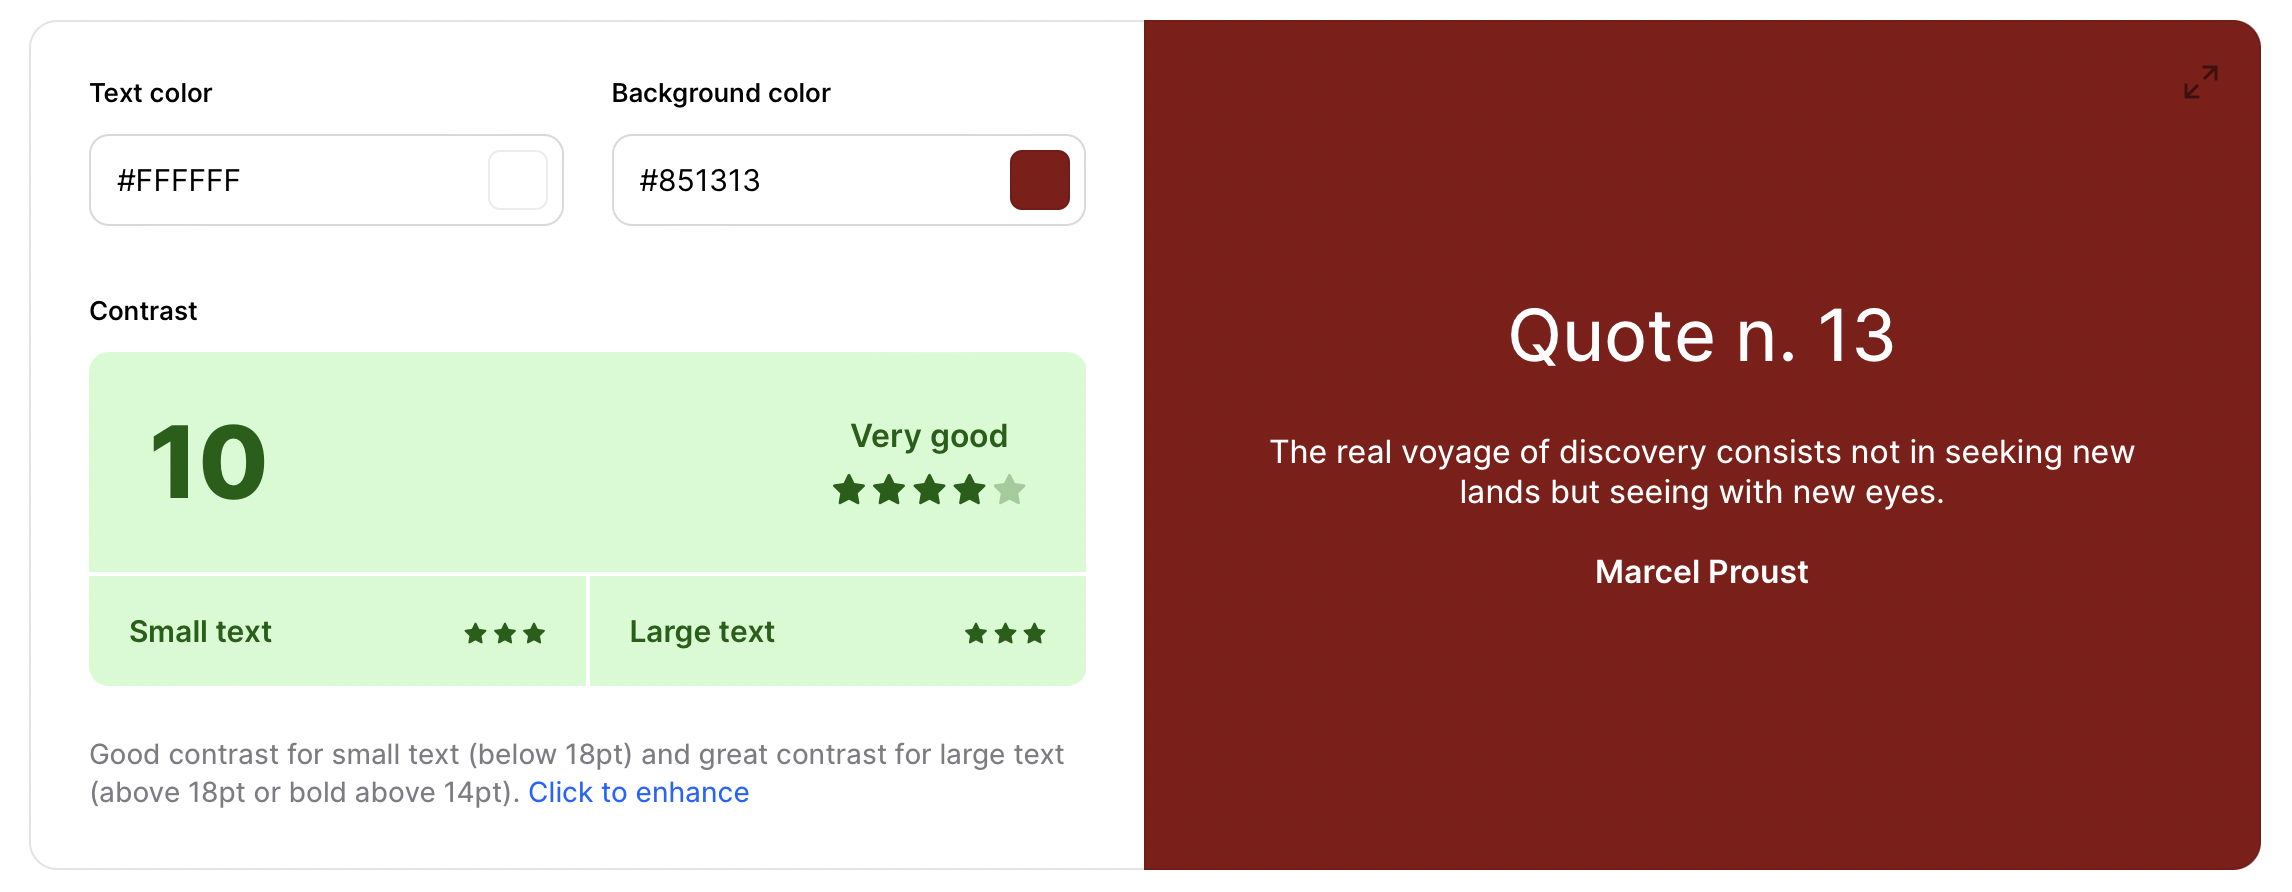 Text color
Background color
#FFFFFF
#851313
Contrast
10
Very good
Small text
Large text
Good contrast for small text (below 18pt) and great contrast for large text
(above 18pt or bold above 14pt). Click to enhance
Quote n. 13
The real voyage of discovery consists not in seeking new
lands but seeing with new eyes.
Marcel Proust